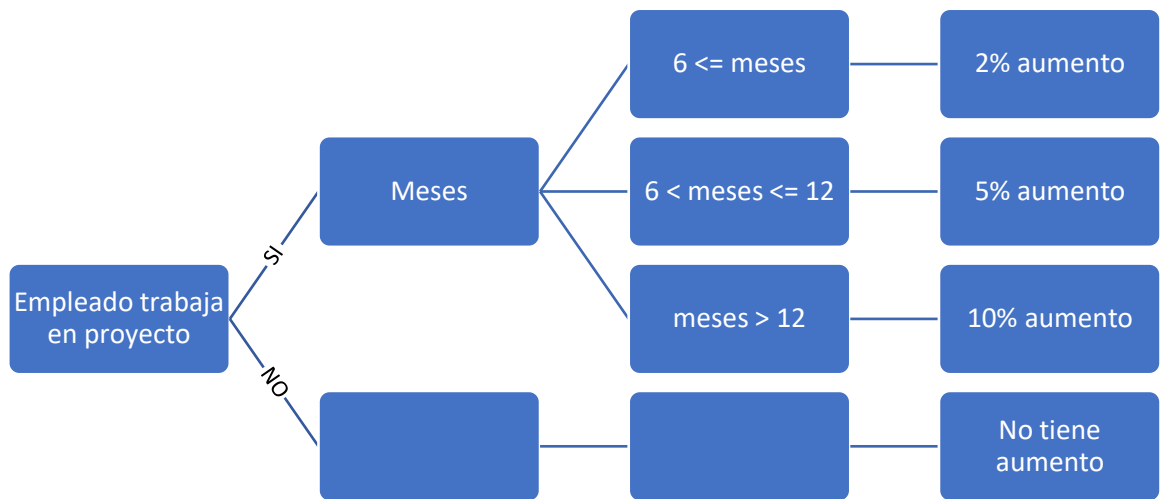 6 <= meses
2% aumento
Meses
6 < meses <= 12
5% aumento
SI
Empleado trabaja
en proyecto
meses > 12
10% aumento
NO
No tiene
aumento